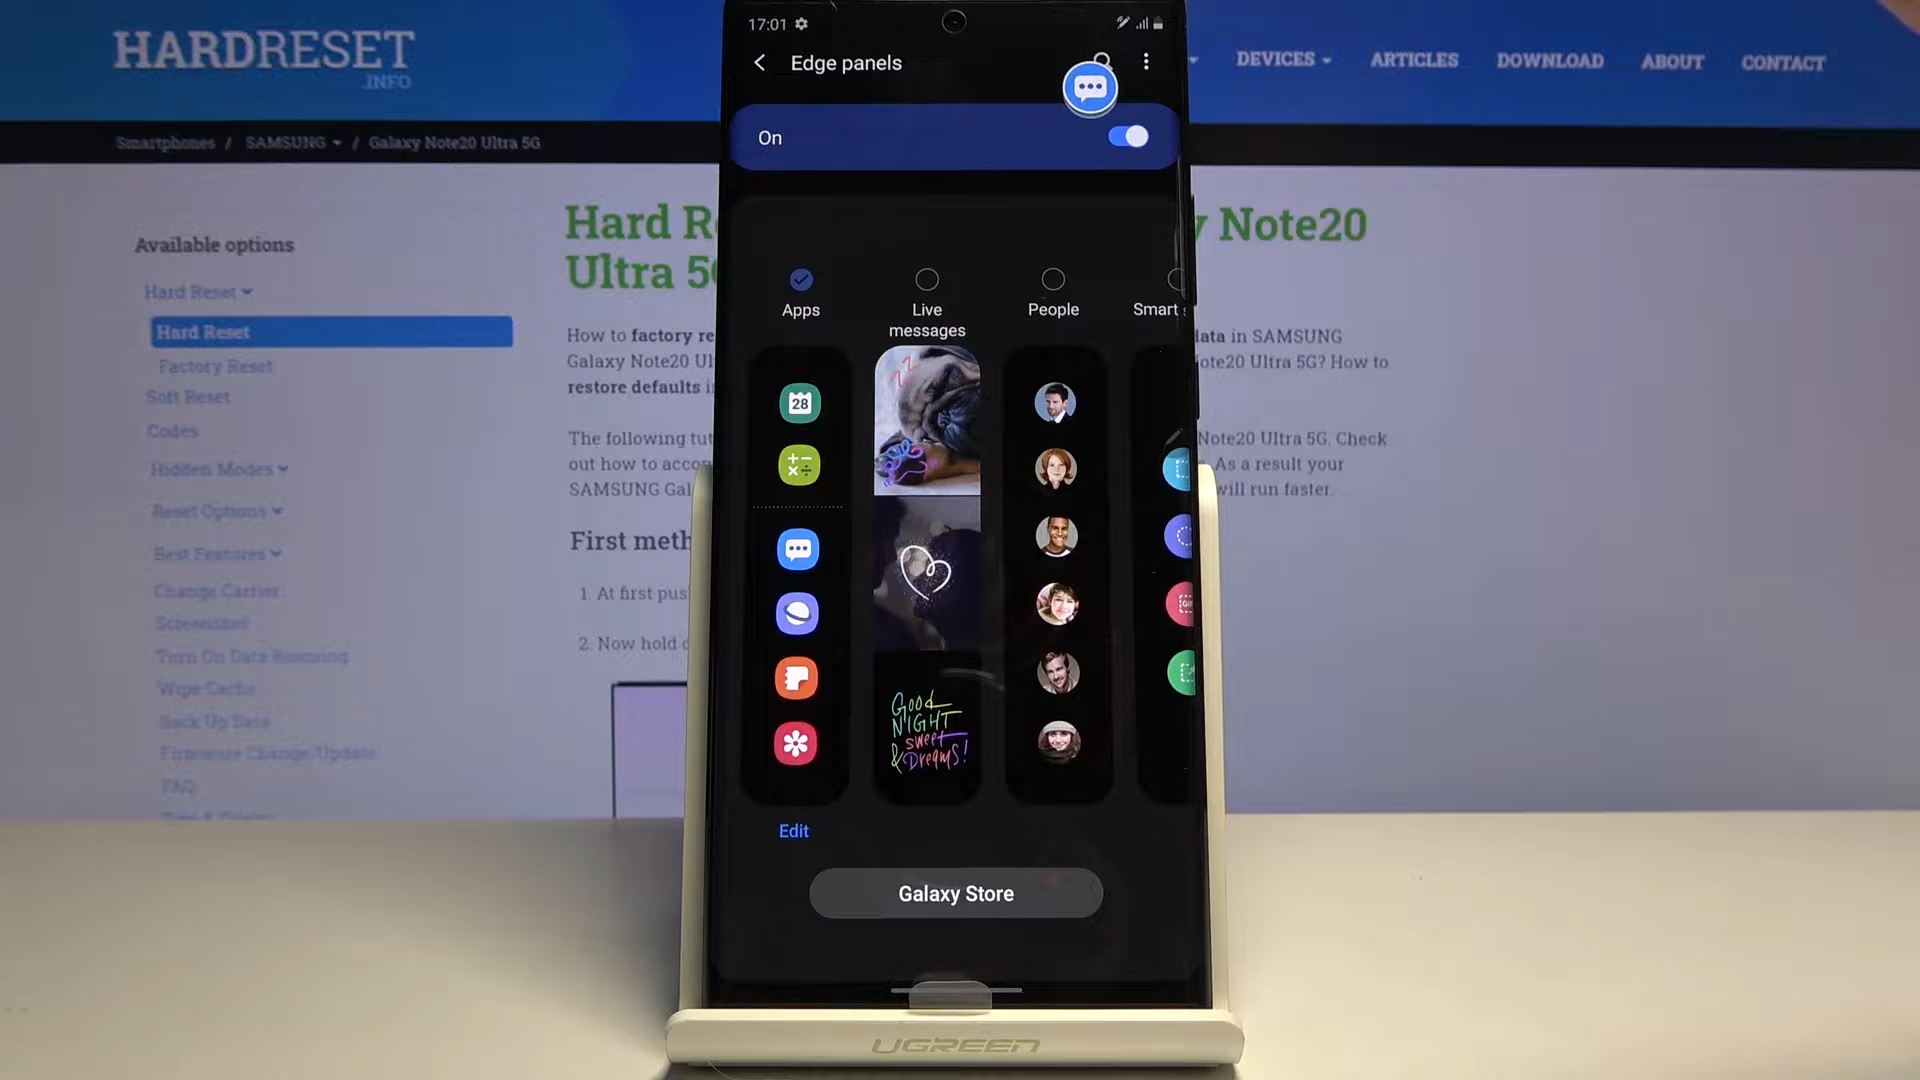 HARDRESET
.INFO
DEVICES
ARTICLES
DOWNLOAD
ABOUT
CONTACT
Smartphones / SAMSUNG / Galaxy Note20 Ultra 5G
Available options
Hard Reset
Hard Reset
Factory Reset
Soft Reset
Codes
Hidden Modes
Reset Options
Best Features
Change Carrier
Screenshot
Turn On Data Roaming
Wipe Cache
Back Up Data
Firmware Change/Update
FAQ
Hard R
y Note20
Ultra 5G
How to factory re
data in SAMSUNG
Galaxy Note20 Ul
Note20 Ultra 5G? How to
restore defaults i
The following tut
Note20 Ultra 5G. Check
out how to accom
. As a result your
SAMSUNG Gal
will run faster.
First meth
1. At first pus
2. Now hold d
17:01
Edge panels
On
Apps
Live
messages
People
Smart s
28
GIF
GOOD
NIGHT
& sweet
Dreams!
Edit
Galaxy Store
UGREEN